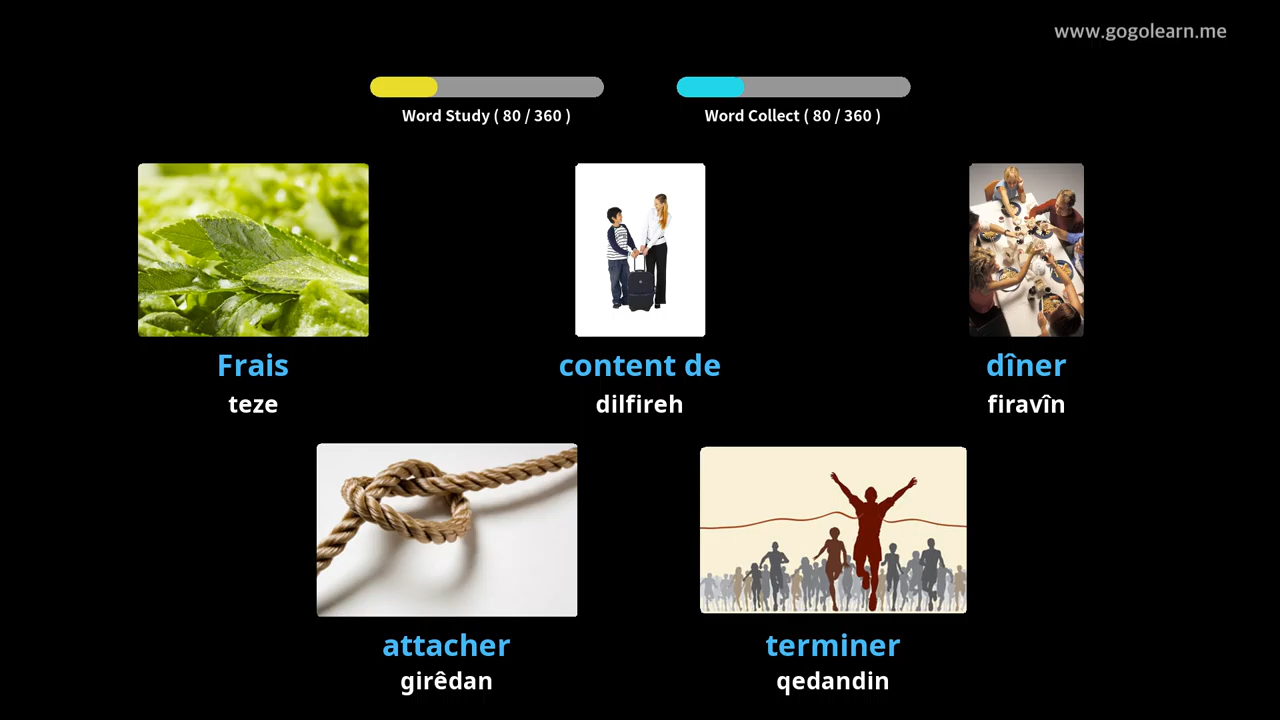 www.gogolearn.me
Word Study ( 80 / 360 )
Word Collect ( 80 / 360 )
Frais
teze
content de
dilfireh
dîner
firavîn
attacher
girêdan
terminer
qedandin